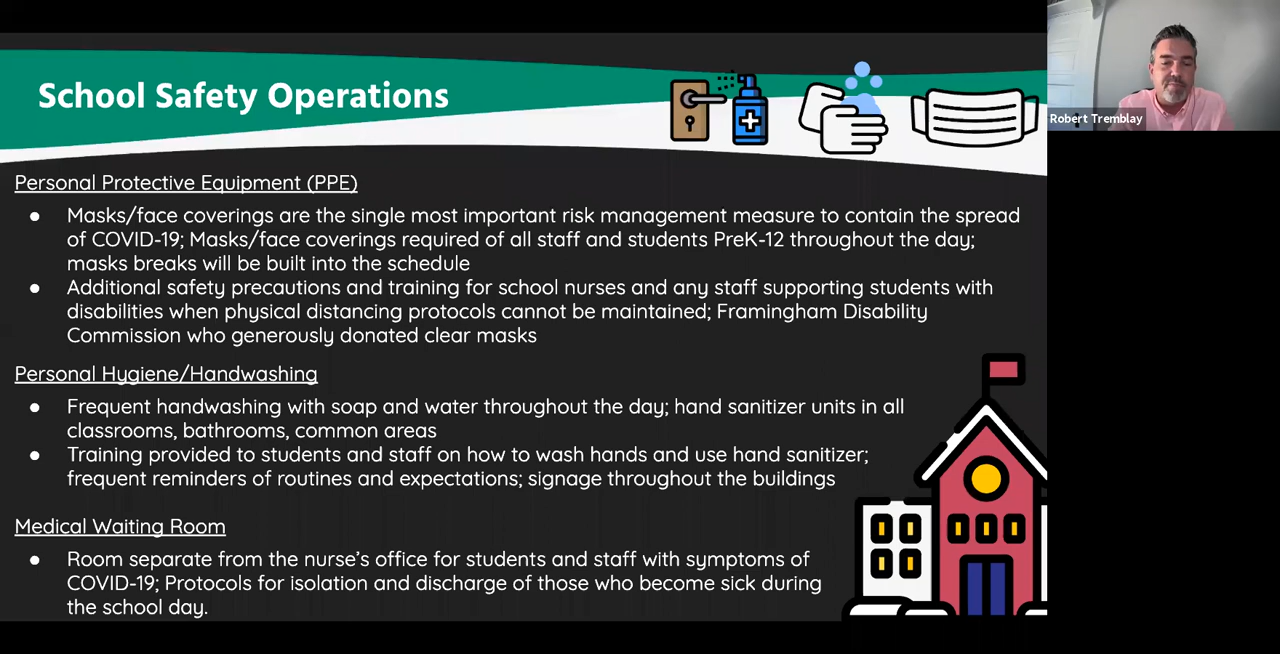 School Safety Operations
Robert Tremblay
Personal Protective Equipment (PPE)
● Masks/face coverings are the single most important risk management measure to contain the spread
of COVID-19; Masks/face coverings required of all staff and students PreK-12 throughout the day;
masks breaks will be built into the schedule
● Additional safety precautions and training for school nurses and any staff supporting students with
disabilities when physical distancing protocols cannot be maintained; Framingham Disability
Commission who generously donated clear masks
Personal Hygiene/Handwashing
● Frequent handwashing with soap and water throughout the day; hand sanitizer units in all
classrooms, bathrooms, common areas
● Training provided to students and staff on how to wash hands and use hand sanitizer;
frequent reminders of routines and expectations; signage throughout the buildings
Medical Waiting Room
● Room separate from the nurse's office for students and staff with symptoms of
COVID-19; Protocols for isolation and discharge of those who become sick during
the school day.